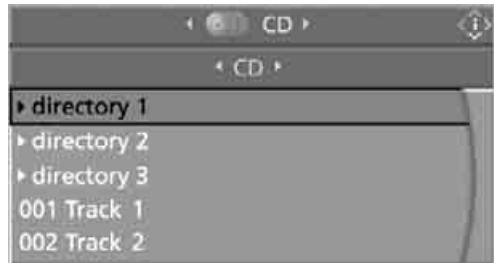 CD
CD
directory 1
directory 2
directory 3
001 Track 1
002 Track 2